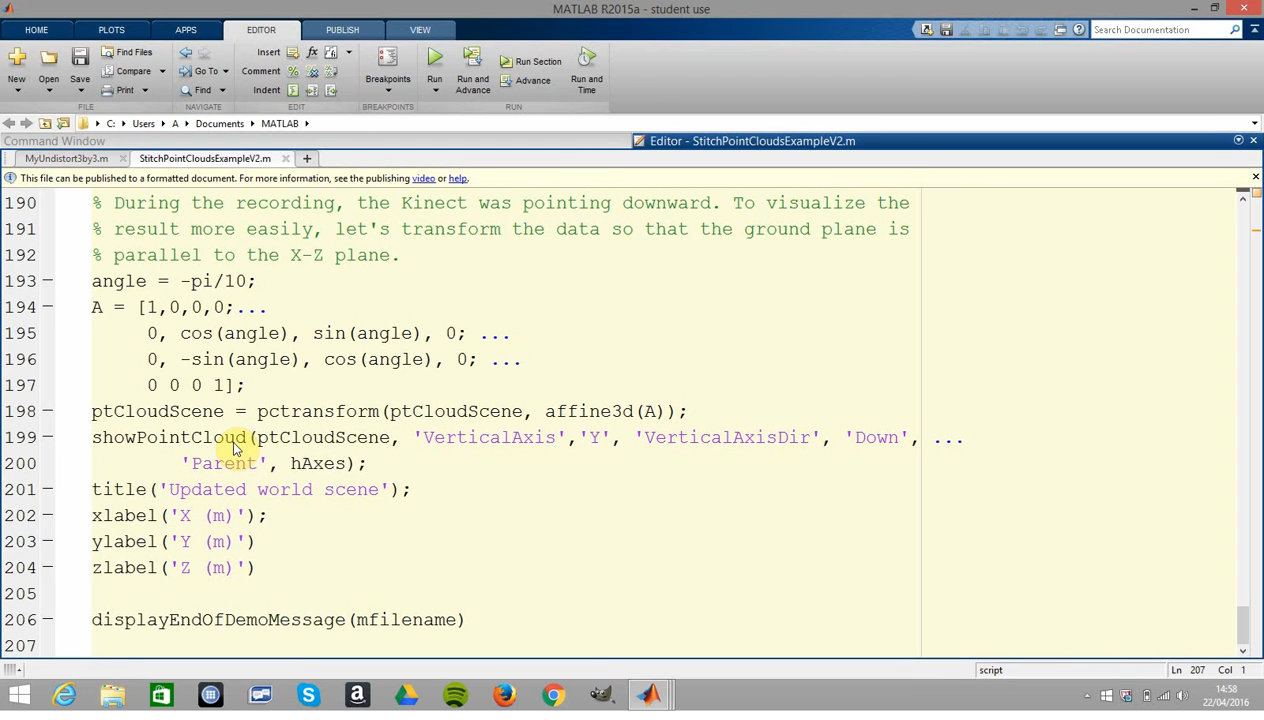 MATLAB R2015a - student use
HOME PLOTS APPS EDITOR PUBLISH VIEW
Search Documentation
New Open Save Find Files Compare Print
Go To Find
Insert fx
Comment
Indent
Breakpoints
Run Run and Advance Run Section Advance Run and Time
FILE NAVIGATE EDIT BREAKPOINTS RUN
C: Users A Documents MATLAB
Command Window
Editor - StitchPointCloudsExampleV2.m
MyUndistort3by3.m StitchPointCloudsExampleV2.m
This file can be published to a formatted document. For more information, see the publishing video or help.
190 % During the recording, the Kinect was pointing downward. To visualize the
191 % result more easily, let's transform the data so that the ground plane is
192 % parallel to the X-Z plane.
193 angle = -pi/10;
194 A = [1,0,0,0;...
195 0, cos(angle), sin(angle), 0; ...
196 0, -sin(angle), cos(angle), 0; ...
197 0 0 0 1];
198 ptCloudScene = pctransform(ptCloudScene, affine3d(A));
199 showPointCloud(ptCloudScene, 'VerticalAxis','Y', 'VerticalAxisDir', 'Down', ...
200 'Parent', hAxes);
201 title('Updated world scene');
202 xlabel('X (m)');
203 ylabel('Y (m)')
204 zlabel('Z (m)')
205
206 displayEndOfDemoMessage(mfilename)
207
script Ln 207 Col 1
14:58
22/04/2016